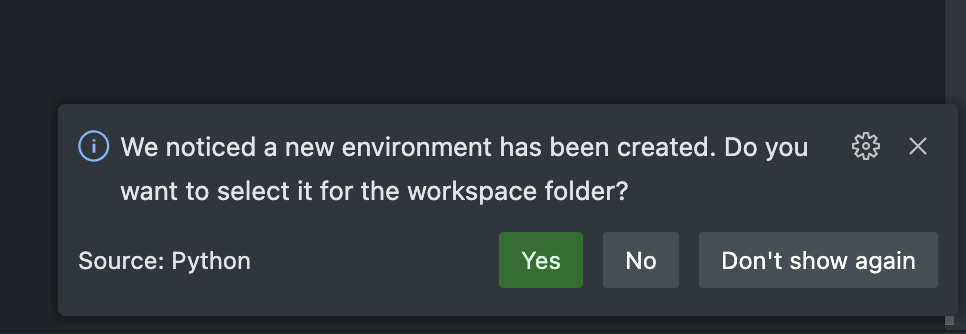 We noticed a new environment has been created. Do you
want to select it for the workspace folder?
Source: Python
Yes
No
Don't show again